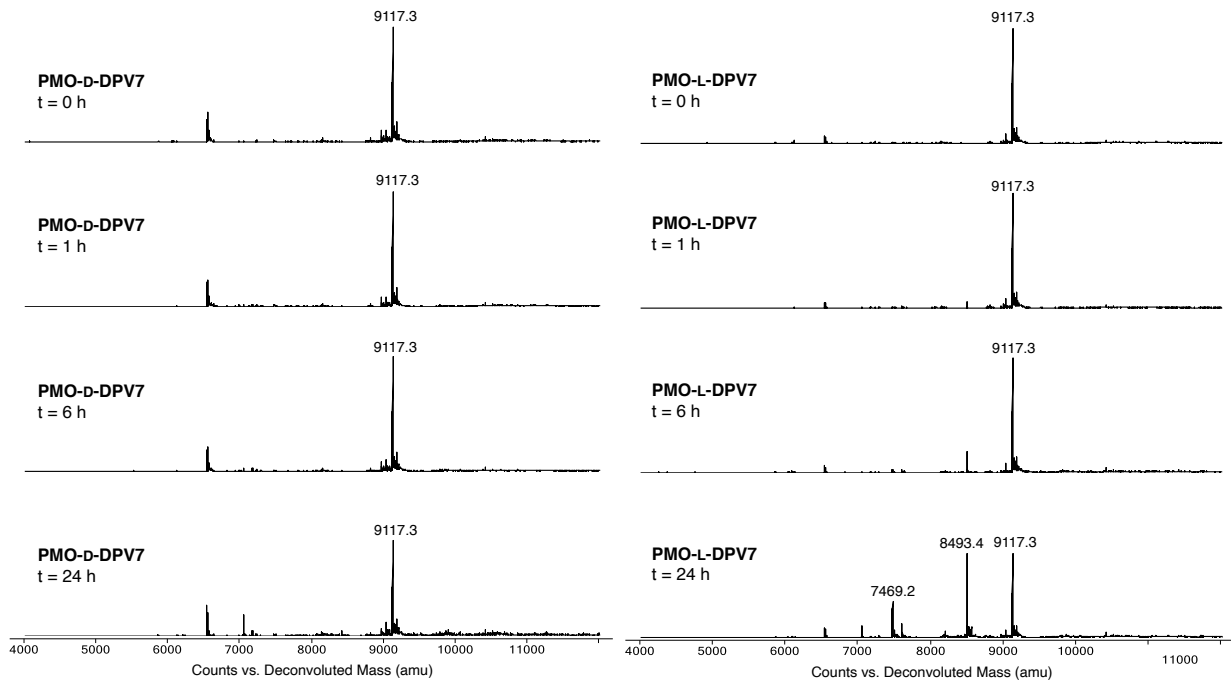 9117.3
PMO-D-DPV7
t = 0 h
9117.3
PMO-D-DPV7
t = 1 h
9117.3
PMO-D-DPV7
t = 6 h
9117.3
PMO-D-DPV7
t = 24 h
4000 5000 6000 7000 8000 9000 10000 11000
Counts vs. Deconvoluted Mass (amu)
9117.3
PMO-L-DPV7
t = 0 h
9117.3
PMO-L-DPV7
t = 1 h
9117.3
PMO-L-DPV7
t = 6 h
8493.4 9117.3
PMO-L-DPV7
t = 24 h
7469.2
4000 5000 6000 7000 8000 9000 10000 11000
Counts vs. Deconvoluted Mass (amu)